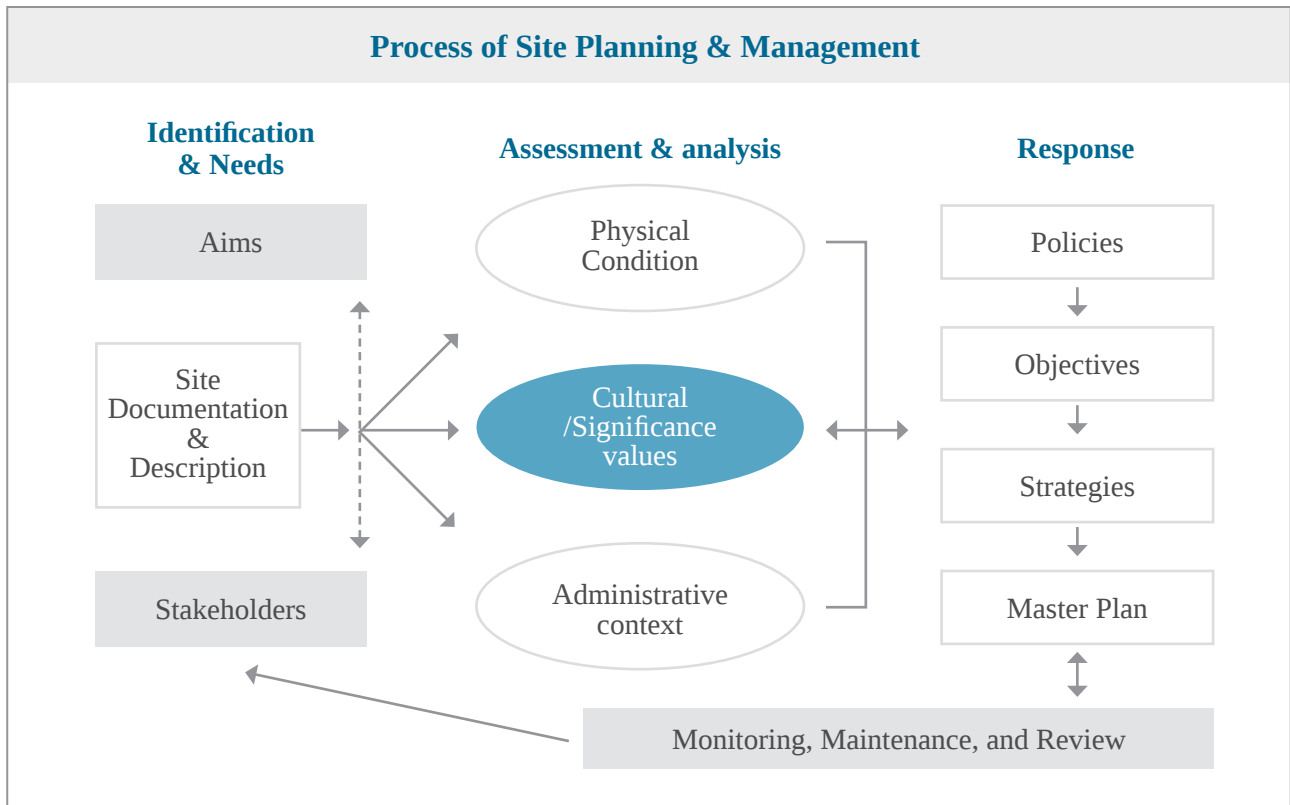 Process of Site Planning & Management
Identification
& Needs
Aims
Site
Documentation
&
Description
Stakeholders
Assessment & analysis
Physical
Condition
Cultural
/Significance
values
Administrative
context
Response
Policies
Objectives
Strategies
Master Plan
Monitoring, Maintenance, and Review